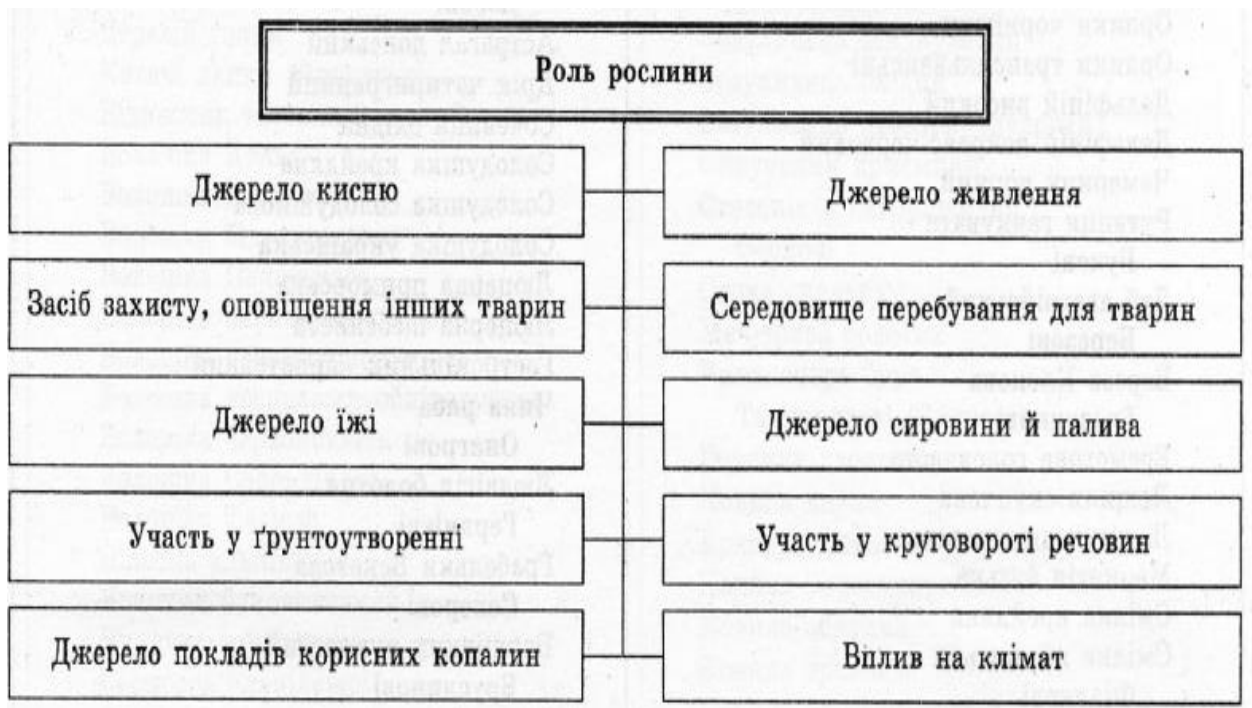 Роль рослини
Джерело кисню
Джерело живлення
Засіб захисту, оповіщення інших тварин
Середовище перебування для тварин
Джерело їжі
Джерело сировини й палива
Участь у ґрунтоутворенні
Участь у круговороті речовин
Джерело покладів корисних копалин
Вплив на клімат